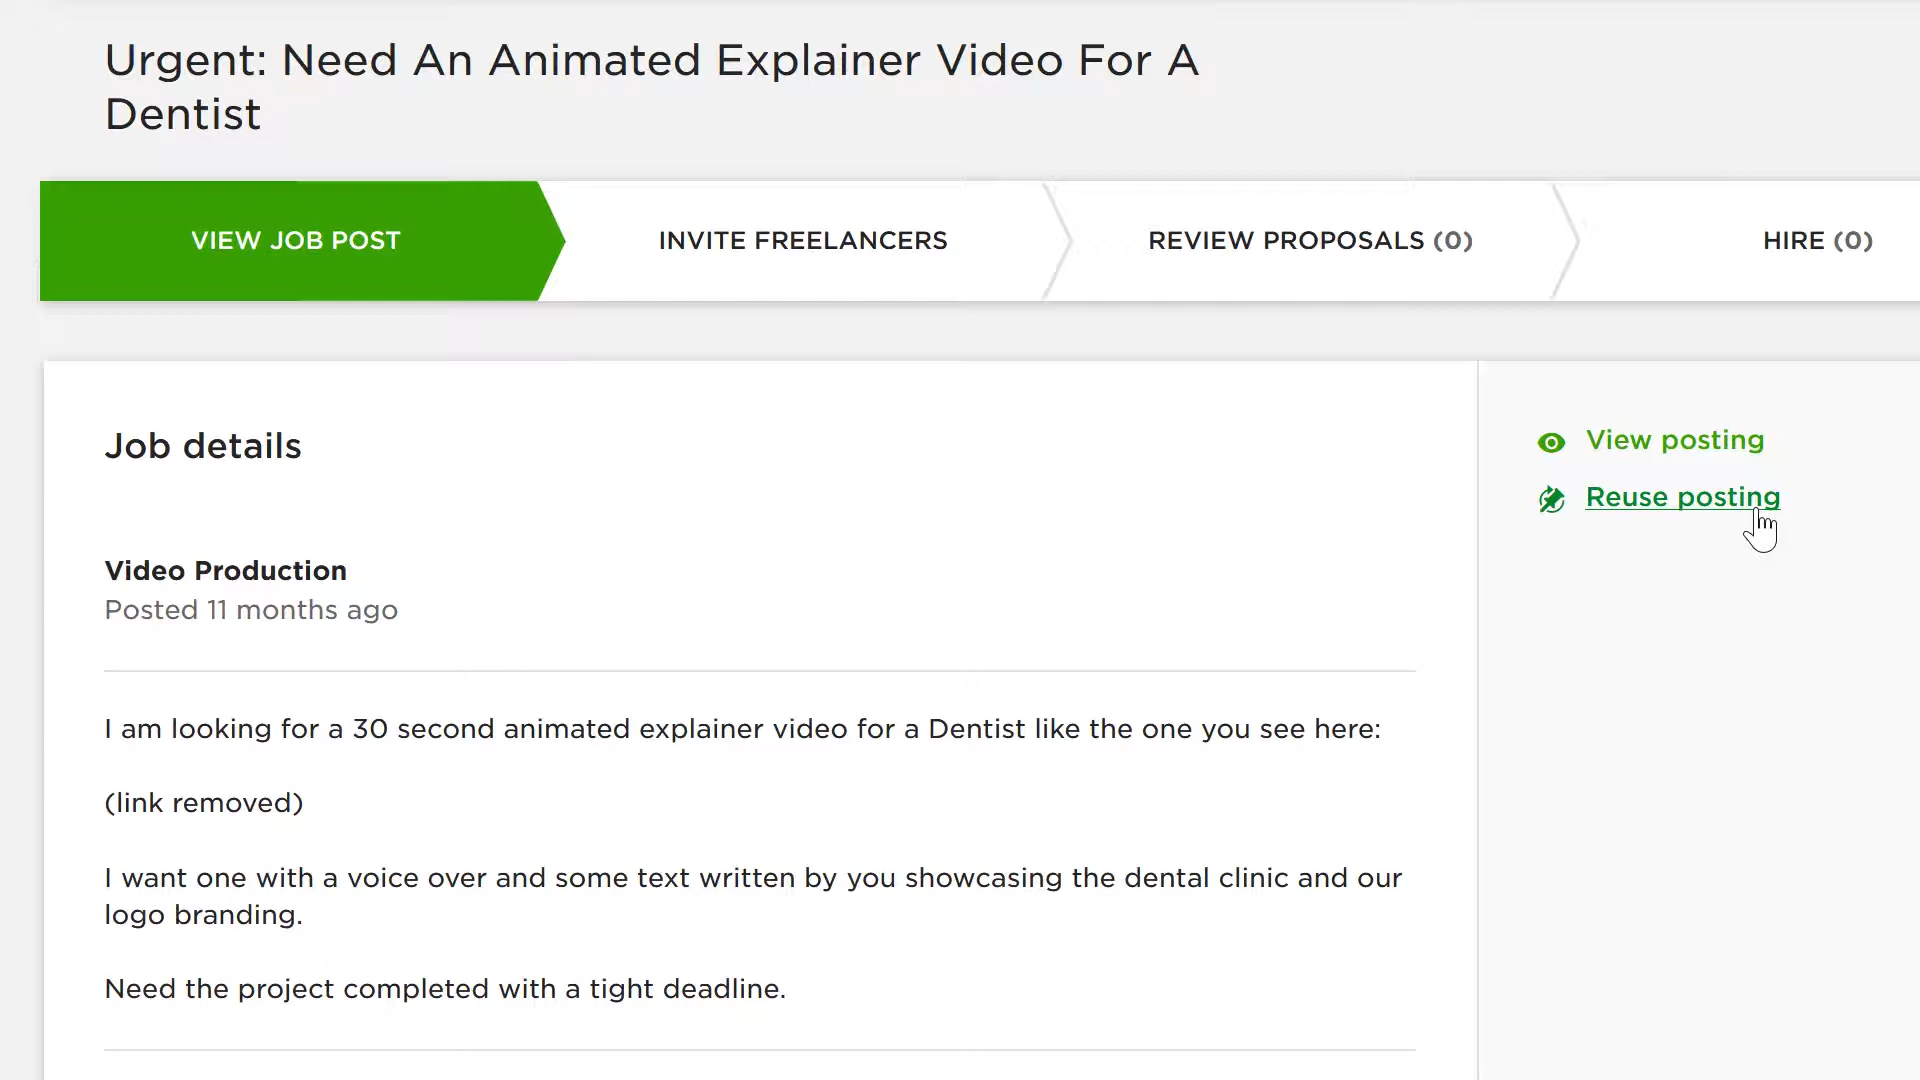 Urgent: Need An Animated Explainer Video For A
Dentist
VIEW JOB POST
INVITE FREELANCERS
REVIEW PROPOSALS (0)
HIRE (0)
Job details
View posting
Reuse posting
Video Production
Posted 11 months ago
I am looking for a 30 second animated explainer video for a Dentist like the one you see here:
(link removed)
I want one with a voice over and some text written by you showcasing the dental clinic and our
logo branding.
Need the project completed with a tight deadline.